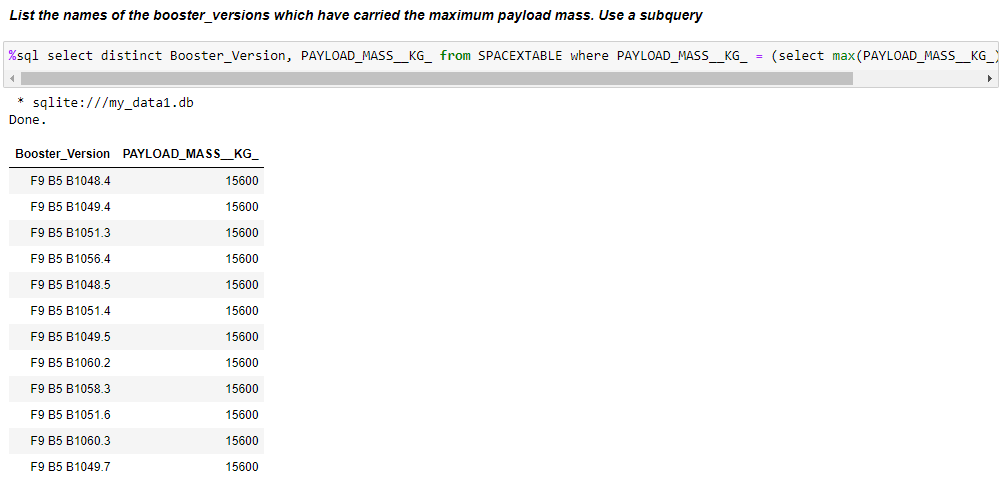 List the names of the booster_versions which have carried the maximum payload mass. Use a subquery
%sql select distinct Booster_Version, PAYLOAD_MASS__KG_ from SPACEXTABLE where PAYLOAD_MASS__KG_ = (select max(PAYLOAD_MASS__KG_)
* sqlite:///my_data1.db
Done.
Booster_Version PAYLOAD_MASS__KG_
F9 B5 B1048.4 15600
F9 B5 B1049.4 15600
F9 B5 B1051.3 15600
F9 B5 B1056.4 15600
F9 B5 B1048.5 15600
F9 B5 B1051.4 15600
F9 B5 B1049.5 15600
F9 B5 B1060.2 15600
F9 B5 B1058.3 15600
F9 B5 B1051.6 15600
F9 B5 B1060.3 15600
F9 B5 B1049.7 15600